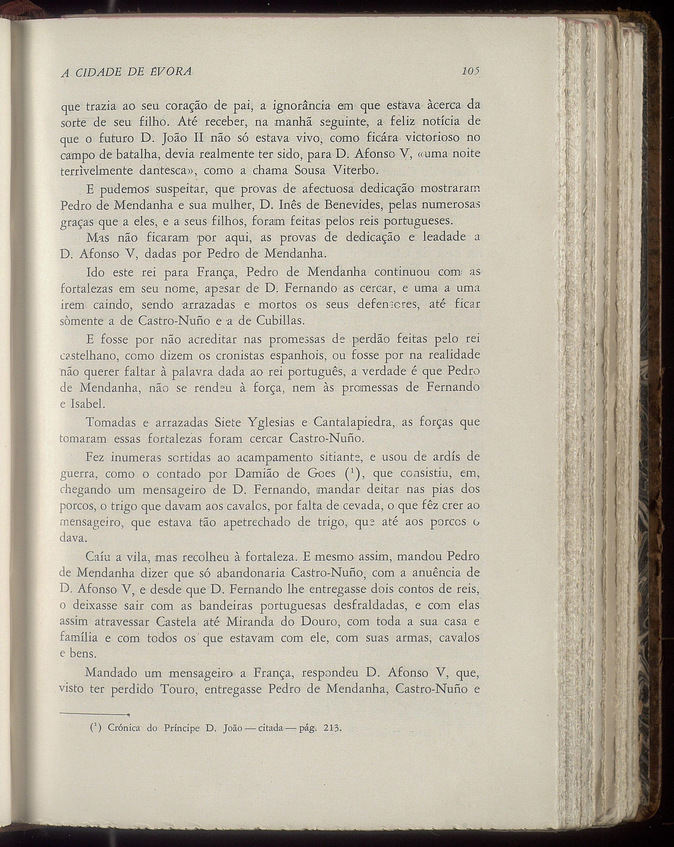 A CIDADE DE ÉVORA 105
que trazia ao seu coração de pai, a ignorância em que estava àcerca da
sorte de seu filho. Até receber, na manhã seguinte, a feliz notícia de
que o futuro D. João II não só estava vivo, como ficára victorioso no
campo de batalha, devia realmente ter sido, para D. Afonso V, «uma noite
terrìvelmente dantesca», como a chama Sousa Viterbo.
E pudemos suspeitar, que provas de afectuosa dedicação mostraram
Pedro de Mendanha e sua mulher, D. Inês de Benevides, pelas numerosas
graças que a eles, e a seus filhos, foram feitas pelos reis portugueses.
Mas não ficaram por aqui, as provas de dedicação e leadade a
D. Afonso V, dadas por Pedro de Mendanha.
Ido este rei para França, Pedro de Mendanha continuou com as
fortalezas em seu nome, apesar de D. Fernando as cercar, e uma a uma
irem caindo, sendo arrazadas e mortos os seus defensores, até ficar
sòmente a de Castro-Nuño e a de Cubillas.
E fosse por não acreditar nas promessas de perdão feitas pelo rei
castelhano, como dizem os cronistas espanhois, ou fosse por na realidade
não querer faltar à palavra dada ao rei português, a verdade é que Pedro
de Mendanha, não se rendeu à força, nem às promessas de Fernando
e Isabel.
Tomadas e arrazadas Siete Yglesias e Cantalapiedra, as forças que
tomaram essas fortalezas foram cercar Castro-Nuño.
Fez inumeras sortidas ao acampamento sitiante, e usou de ardís de
guerra, como o contado por Damião de Goes (¹), que consistiu, em,
chegando um mensageiro de D. Fernando, mandar deitar nas pias dos
porcos, o trigo que davam aos cavalos, por falta de cevada, o que fêz crer ao
mensageiro, que estava tão apetrechado de trigo, que até aos porcos o
dava.
Caíu a vila, mas recolheu à fortaleza. E mesmo assim, mandou Pedro
de Mendanha dizer que só abandonaria Castro-Nuño, com a anuência de
D. Afonso V, e desde que D. Fernando lhe entregasse dois contos de reis,
o deixasse sair com as bandeiras portuguesas desfraldadas, e com elas
assim atravessar Castela até Miranda do Douro, com toda a sua casa e
família e com todos os que estavam com ele, com suas armas, cavalos
e bens.
Mandado um mensageiro a França, respondeu D. Afonso V, que,
visto ter perdido Touro, entregasse Pedro de Mendanha, Castro-Nuño e
(¹) Crónica do Príncipe D. João — citada — pág. 213.